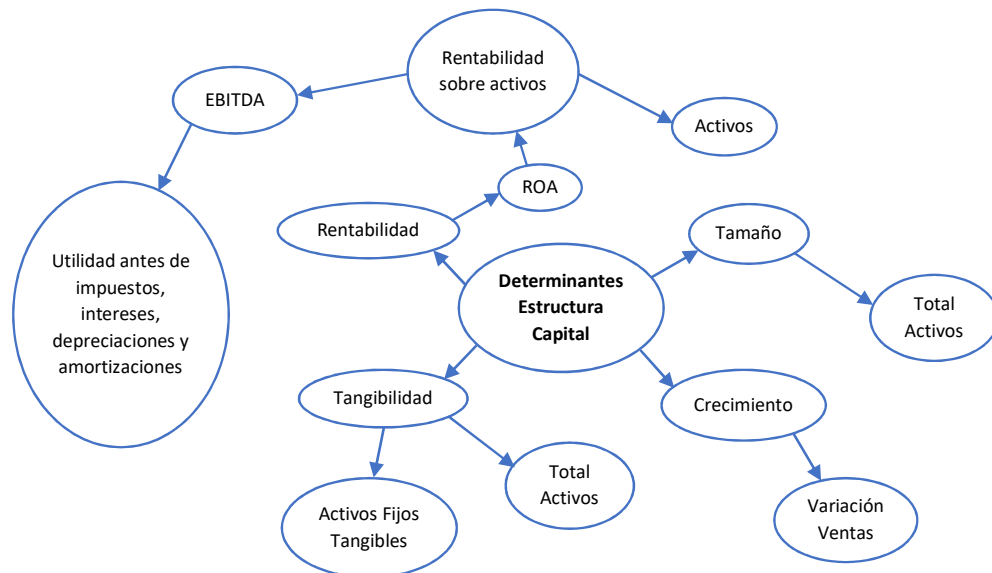 Rentabilidad
sobre activos
EBITDA
Activos
ROA
Rentabilidad
Tamaño
Utilidad antes de
impuestos,
intereses,
depreciaciones y
amortizaciones
Determinantes
Estructura
Capital
Total
Activos
Tangibilidad
Crecimiento
Total
Activos
Activos Fijos
Tangibles
Variación
Ventas